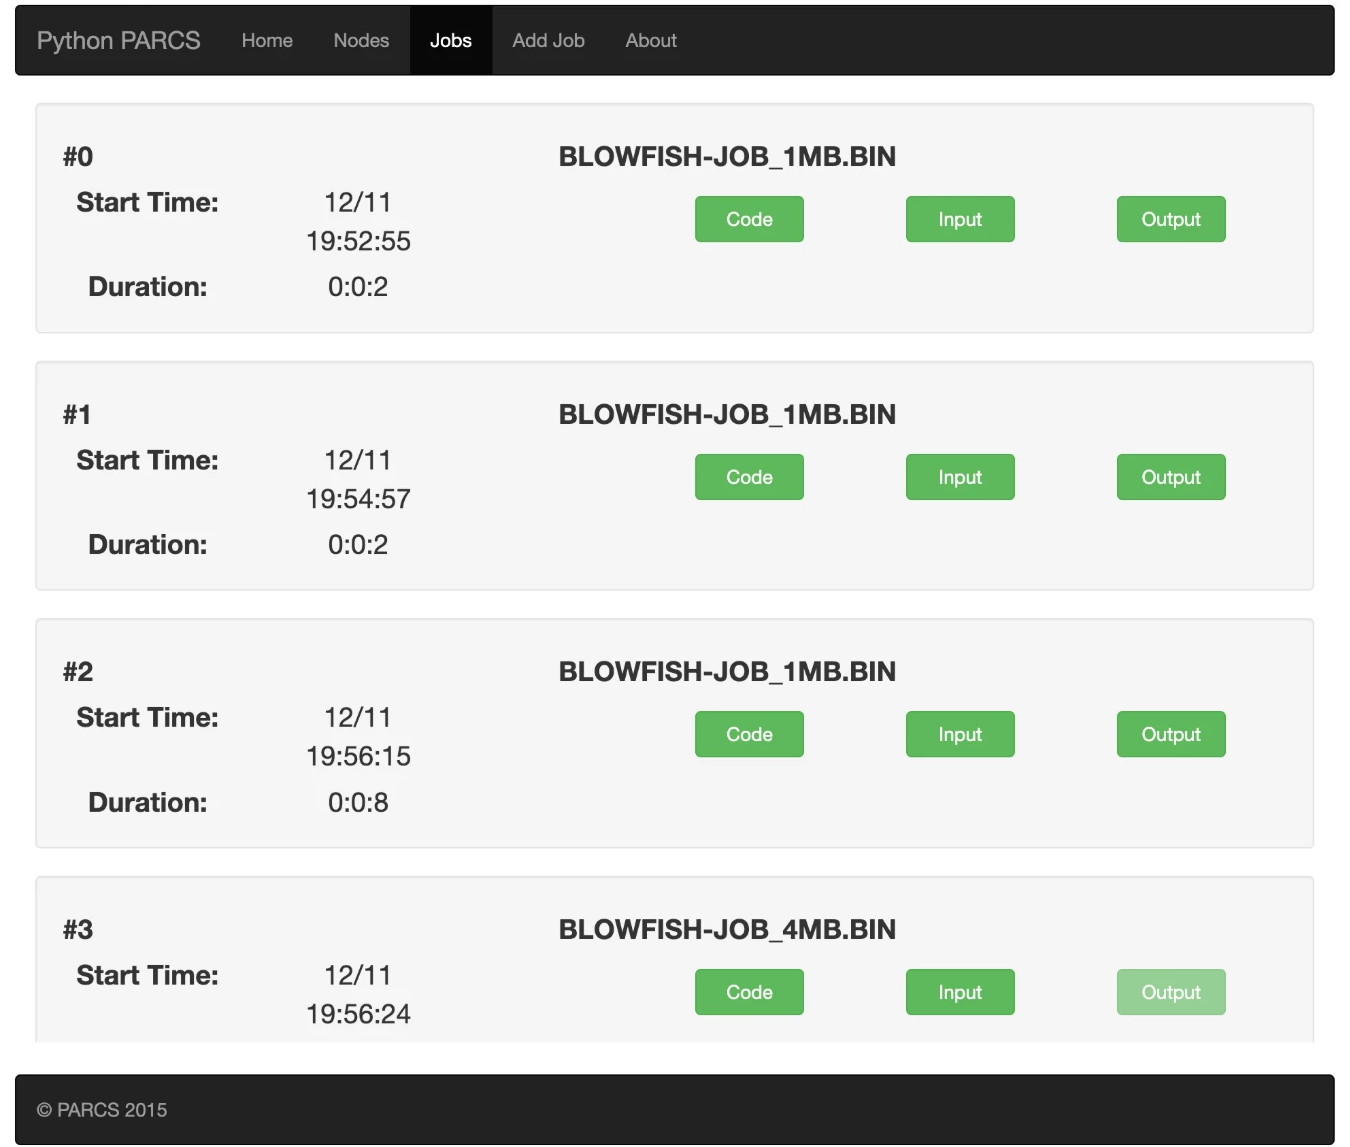 Python PARCS Home Nodes Jobs Add Job About
#0 BLOWFISH-JOB_1MB.BIN
Start Time: 12/11 Code Input Output
19:52:55
Duration: 0:0:2
#1 BLOWFISH-JOB_1MB.BIN
Start Time: 12/11 Code Input Output
19:54:57
Duration: 0:0:2
#2 BLOWFISH-JOB_1MB.BIN
Start Time: 12/11 Code Input Output
19:56:15
Duration: 0:0:8
#3 BLOWFISH-JOB_4MB.BIN
Start Time: 12/11 Code Input Output
19:56:24
© PARCS 2015